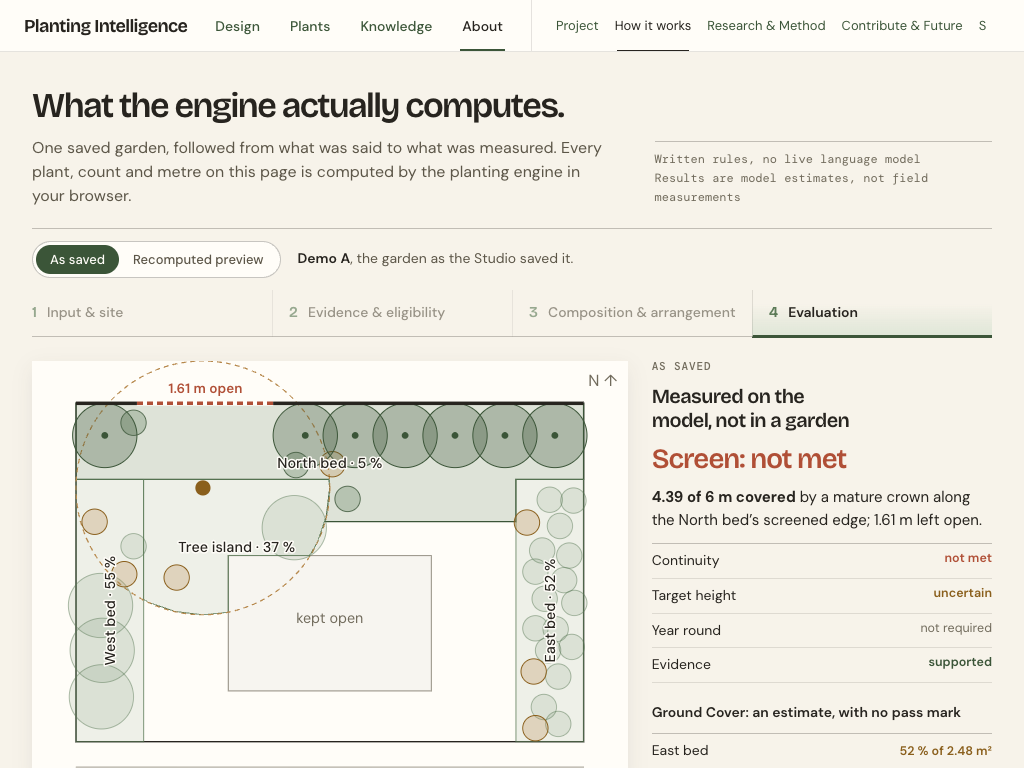 Planting Intelligence
Design
Plants
Knowledge
About
Project
How it works
Research & Method
Contribute & Future
S
What the engine actually computes.
One saved garden, followed from what was said to what was measured. Every
plant, count and metre on this page is computed by the planting engine in
your browser.
Written rules, no live language model
Results are model estimates, not field
measurements
As saved
Recomputed preview
Demo A, the garden as the Studio saved it.
1 Input & site
2 Evidence & eligibility
3 Composition & arrangement
4 Evaluation
N ↑
1.61 m open
North bed · 5 %
Tree island · 37 %
West bed · 55 %
kept open
East bed · 52 %
AS SAVED
Measured on the
model, not in a garden
Screen: not met
4.39 of 6 m covered by a mature crown along
the North bed’s screened edge; 1.61 m left open.
Continuity not met
Target height uncertain
Year round not required
Evidence supported
Ground Cover: an estimate, with no pass mark
East bed 52 % of 2.48 m²